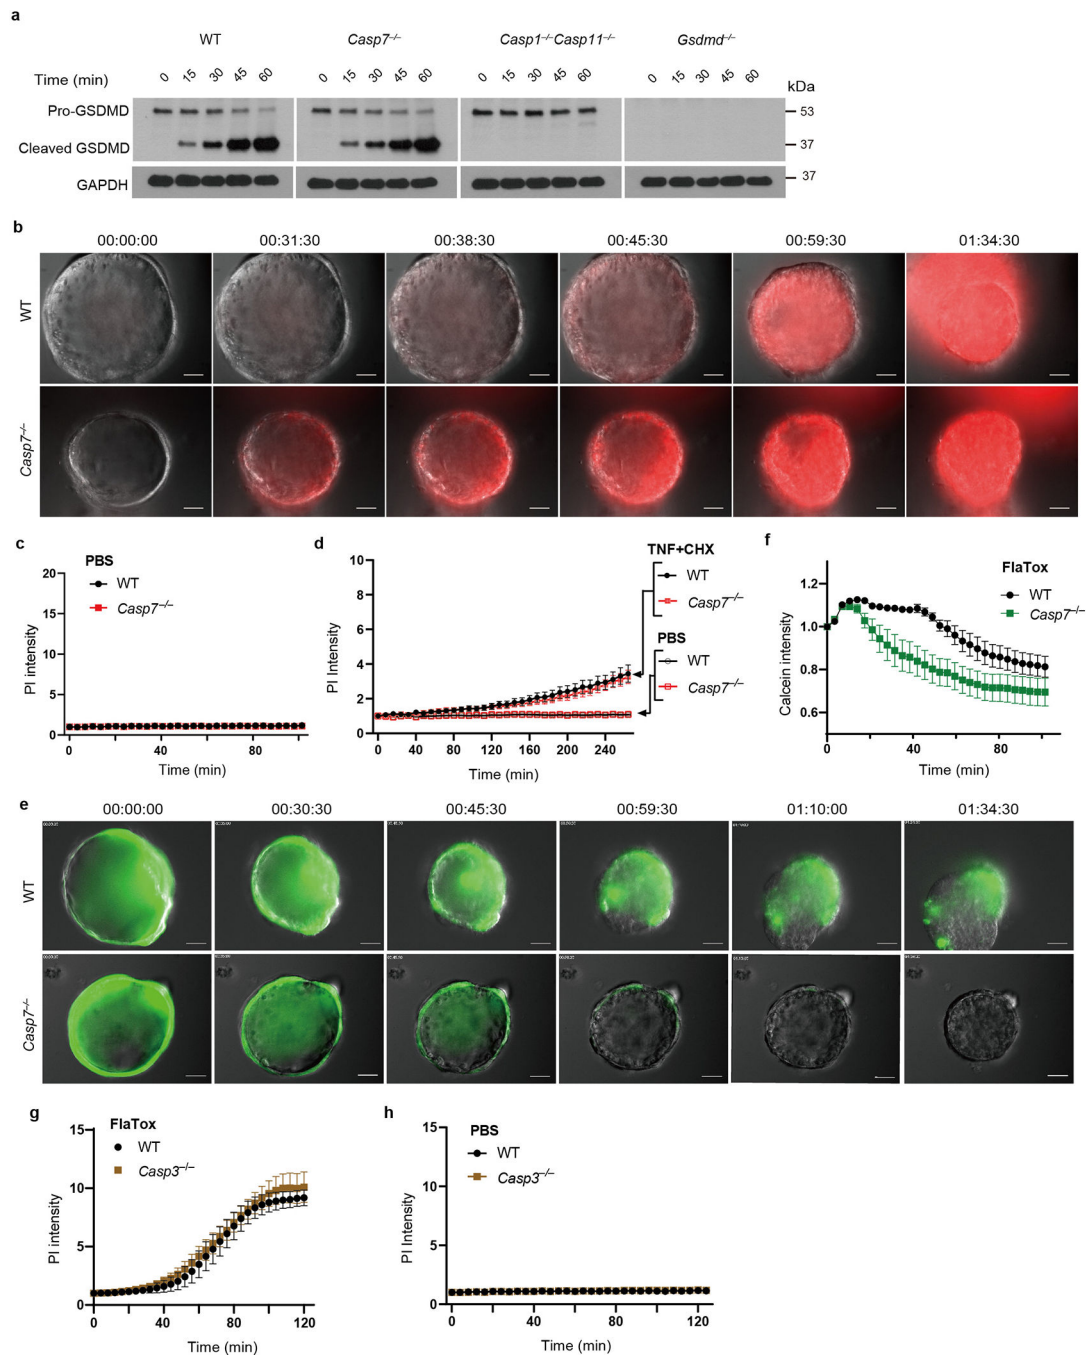 a
WT
Casp7–/–
Casp1–/–Casp11–/–
Gsdmd–/–
Time (min)
0 15 30 45 60
0 15 30 45 60
0 15 30 45 60
0 15 30 45 60
kDa
Pro-GSDMD
53
Cleaved GSDMD
37
GAPDH
37
b
00:00:00 00:31:30 00:38:30 00:45:30 00:59:30 01:34:30
WT
Casp7–/–
c
PBS
WT
Casp7–/–
PI intensity
20
15
10
5
0
0 40 80
Time (min)
d
TNF+CHX
WT
Casp7–/–
PBS
WT
Casp7–/–
PI Intensity
10
8
6
4
2
0
0 40 80 120 160 200 240
Time (min)
f
FlaTox
WT
Casp7–/–
Calcein intensity
1.2
1.0
0.8
0.6
0 40 80
Time (min)
e
00:00:00 00:30:30 00:45:30 00:59:30 01:10:00 01:34:30
WT
Casp7–/–
g
FlaTox
WT
Casp3–/–
PI intensity
15
10
5
0
0 40 80 120
Time (min)
h
PBS
WT
Casp3–/–
PI intensity
15
10
5
0
0 40 80 120
Time (min)